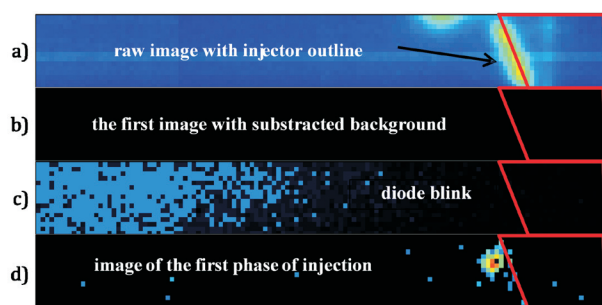 a) raw image with injector outline
b) the first image with substracted background
c) diode blink
d) image of the first phase of injection